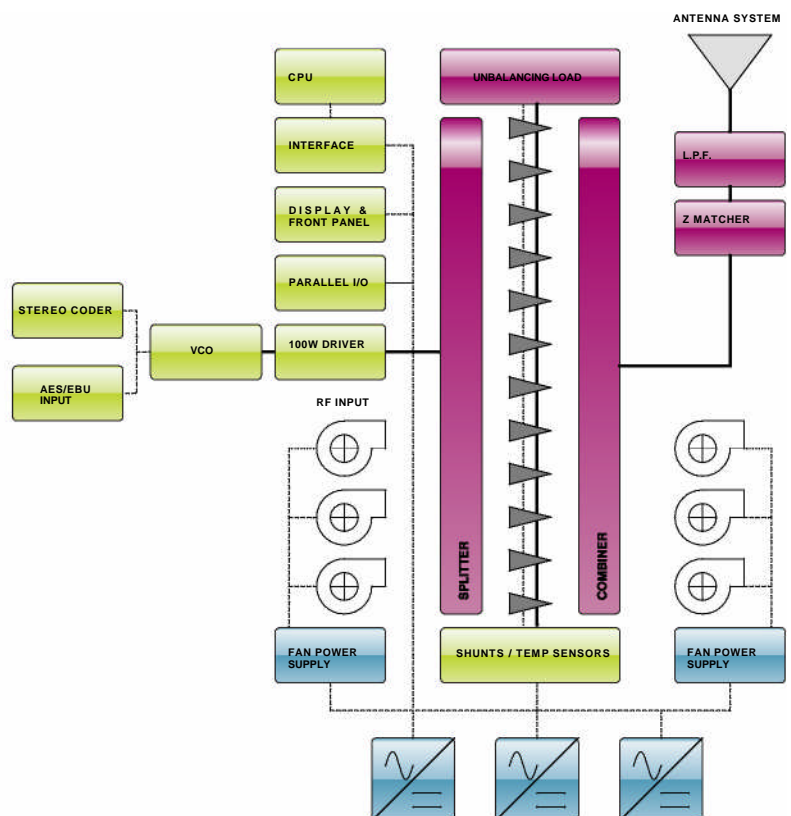 ANTENNA SYSTEM
CPU
UNBALANCING LOAD
INTERFACE
L.P.F.
DISPLAY &
FRONT PANEL
Z MATCHER
PARALLEL I/O
STEREO CODER
VCO
100W DRIVER
AES/EBU
INPUT
RF INPUT
SPLITTER
COMBINER
FAN POWER
SUPPLY
SHUNTS / TEMP SENSORS
FAN POWER
SUPPLY